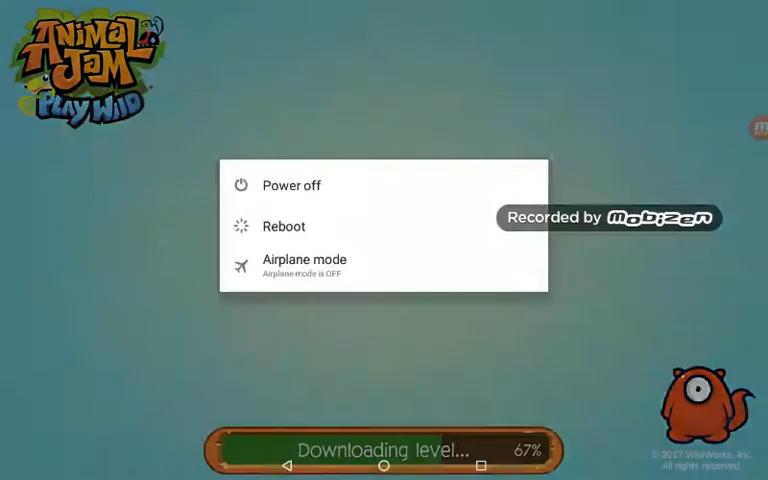 ANIMAL
JAM
PLAY WILD
Power off
Reboot
Airplane mode
Airplane mode is OFF
Recorded by mobizen
Downloading level... 67%
© 2017 WildWorks, Inc.
All rights reserved.